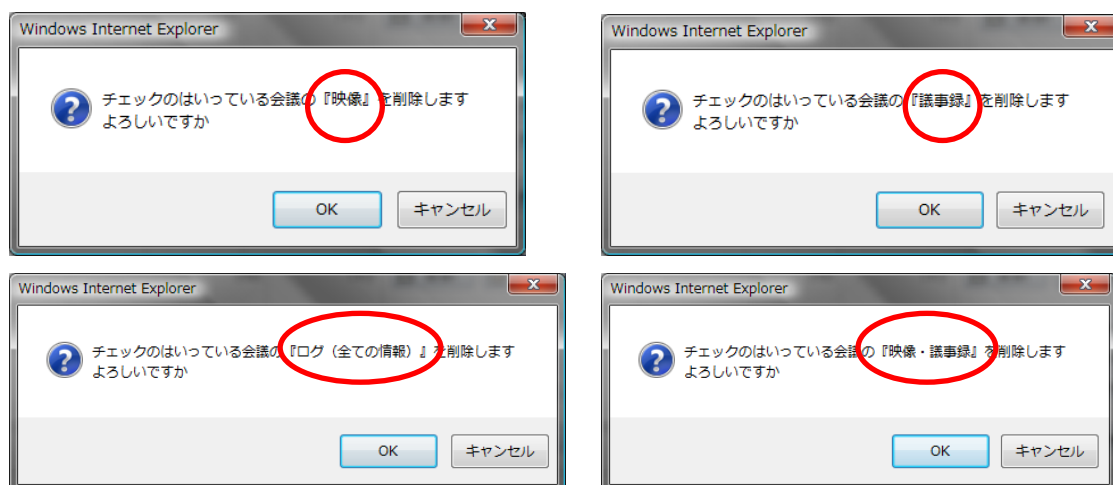 Windows Internet Explorer
チェックのはいっている会議の『映像』を削除します
よろしいですか
OK
キャンセル
Windows Internet Explorer
チェックのはいっている会議の『議事録』を削除します
よろしいですか
OK
キャンセル
Windows Internet Explorer
チェックのはいっている会議の『ログ（全ての情報）』を削除します
よろしいですか
OK
キャンセル
Windows Internet Explorer
チェックのはいっている会議の『映像・議事録』を削除します
よろしいですか
OK
キャンセル